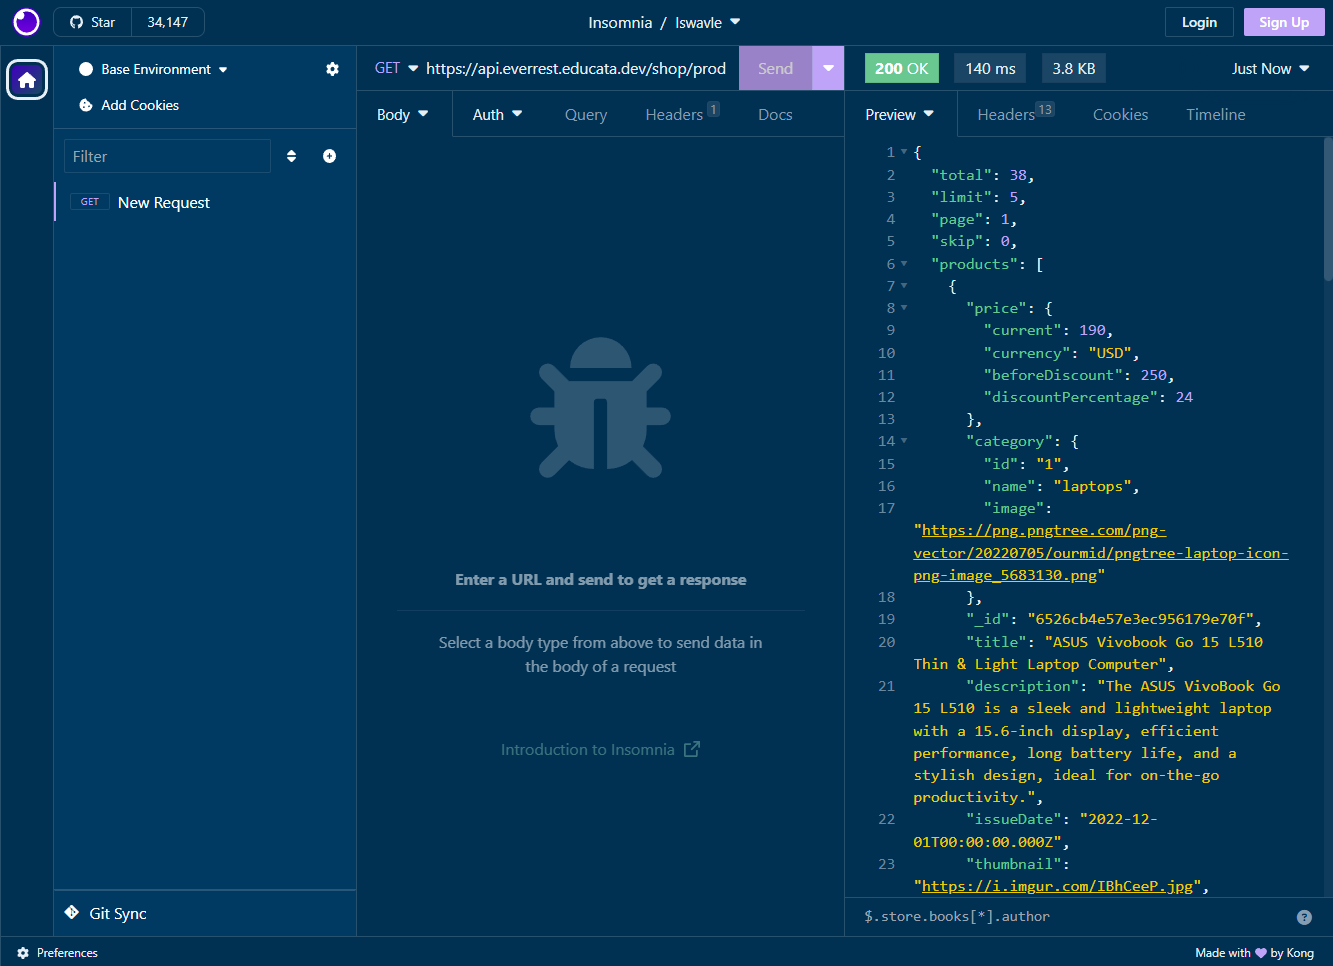 Star 34,147
Insomnia / Iswavle
Login Sign Up
Base Environment
Add Cookies
Filter
GET New Request
Git Sync
GET https://api.everrest.educata.dev/shop/prod Send
Body Auth Query Headers 1 Docs
Enter a URL and send to get a response
Select a body type from above to send data in
the body of a request
Introduction to Insomnia
200 OK 140 ms 3.8 KB Just Now
Preview Headers 13 Cookies Timeline
1 {
2 "total": 38,
3 "limit": 5,
4 "page": 1,
5 "skip": 0,
6 "products": [
7 {
8 "price": {
9 "current": 190,
10 "currency": "USD",
11 "beforeDiscount": 250,
12 "discountPercentage": 24
13 },
14 "category": {
15 "id": "1",
16 "name": "laptops",
17 "image":
"https://png.pngtree.com/png-
vector/20220705/ourmid/pngtree-laptop-icon-
png-image_5683130.png"
18 },
19 "_id": "6526cb4e57e3ec956179e70f",
20 "title": "ASUS Vivobook Go 15 L510
Thin & Light Laptop Computer",
21 "description": "The ASUS VivoBook Go
15 L510 is a sleek and lightweight laptop
with a 15.6-inch display, efficient
performance, long battery life, and a
stylish design, ideal for on-the-go
productivity.",
22 "issueDate": "2022-12-
01T00:00:00.000Z",
23 "thumbnail":
"https://i.imgur.com/IBhCeeP.jpg",
$.store.books[*].author ?
Preferences
Made with 💜 by Kong